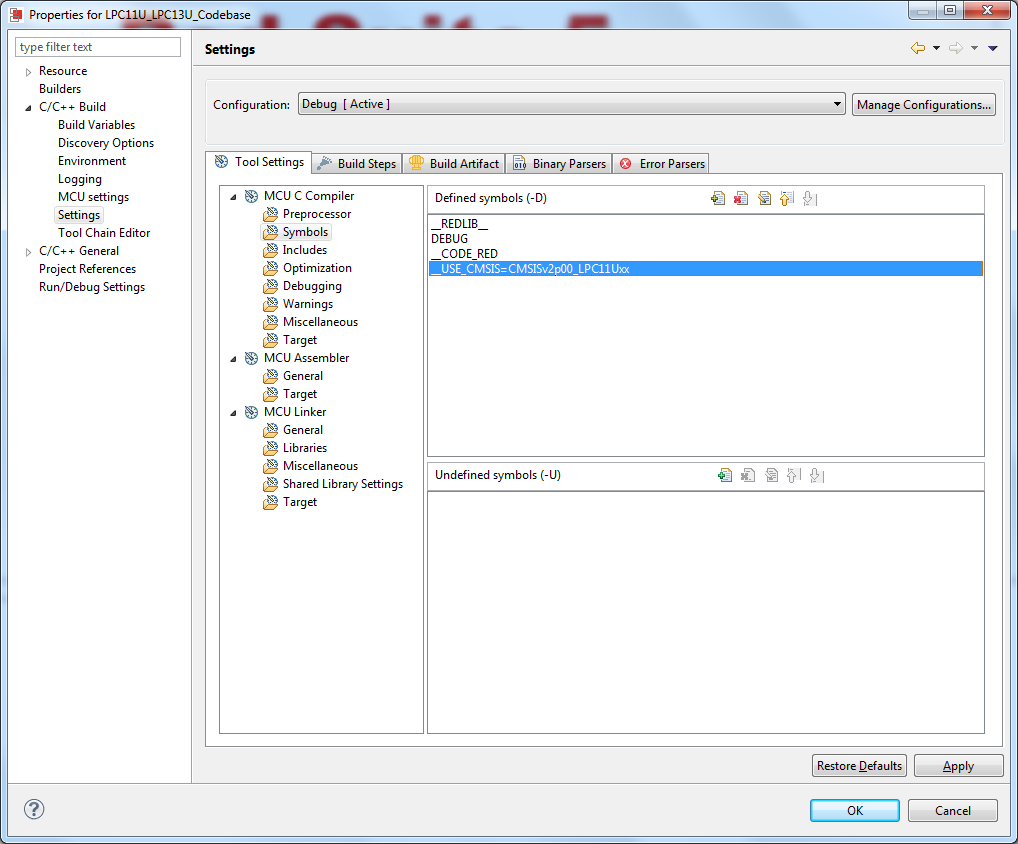 Properties for LPC11U_LPC13U_Codebase
type filter text
Resource
Builders
C/C++ Build
Build Variables
Discovery Options
Environment
Logging
MCU settings
Settings
Tool Chain Editor
C/C++ General
Project References
Run/Debug Settings
Settings
Configuration: Debug [ Active ] Manage Configurations...
Tool Settings Build Steps Build Artifact Binary Parsers Error Parsers
MCU C Compiler
Preprocessor
Symbols
Includes
Optimization
Debugging
Warnings
Miscellaneous
Target
MCU Assembler
General
Target
MCU Linker
General
Libraries
Miscellaneous
Shared Library Settings
Target
Defined symbols (-D)
__REDLIB__
DEBUG
__CODE_RED
__USE_CMSIS=CMSISv2p00_LPC11Uxx
Undefined symbols (-U)
Restore Defaults Apply
OK Cancel